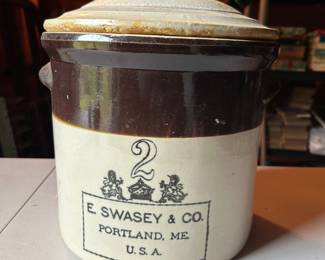 2
E. SWASEY & CO.
PORTLAND, ME.
U. S. A.